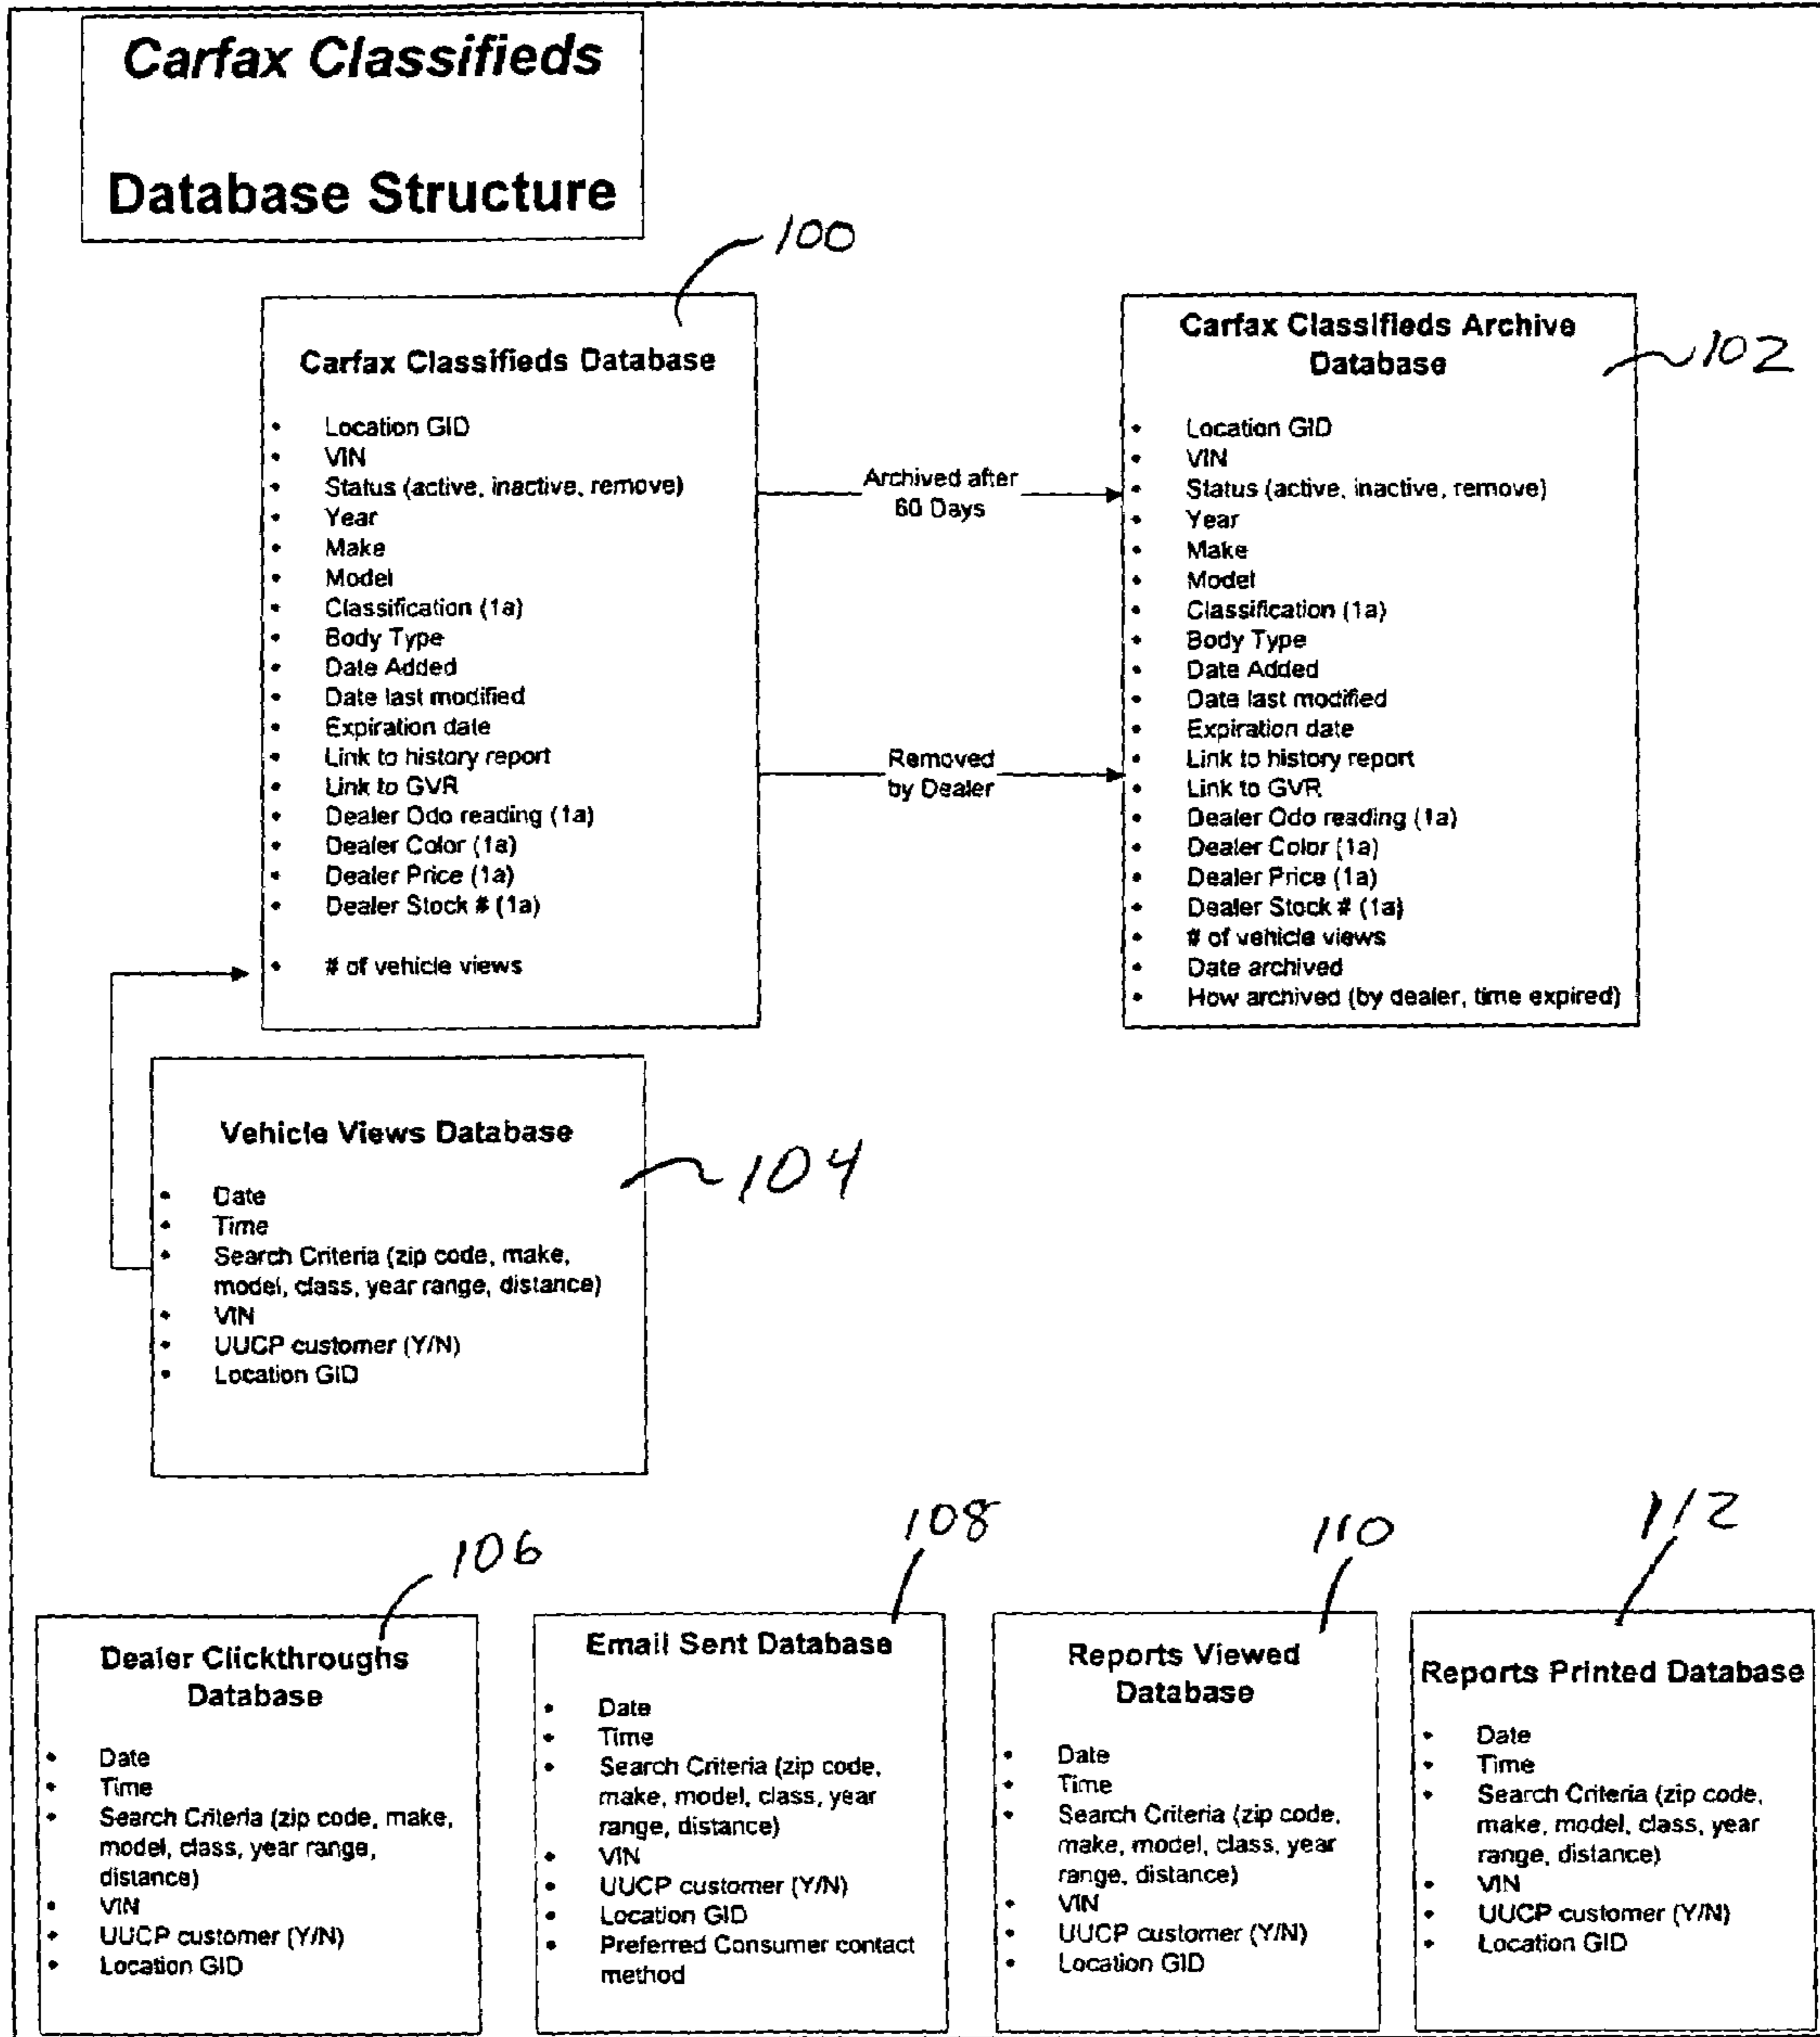 Carfax Classifieds
Database Structure
100
Carfax Classifieds Database
• Location GID
• VIN
• Status (active, inactive, remove)
• Year
• Make
• Model
• Classification (1a)
• Body Type
• Date Added
• Date last modified
• Expiration date
• Link to history report
• Link to GVR
• Dealer Odo reading (1a)
• Dealer Color (1a)
• Dealer Price (1a)
• Dealer Stock # (1a)
• # of vehicle views
Archived after
60 Days
Removed
by Dealer
102
Carfax Classifieds Archive
Database
• Location GID
• VIN
• Status (active, inactive, remove)
• Year
• Make
• Model
• Classification (1a)
• Body Type
• Date Added
• Date last modified
• Expiration date
• Link to history report
• Link to GVR
• Dealer Odo reading (1a)
• Dealer Color (1a)
• Dealer Price (1a)
• Dealer Stock # (1a)
• # of vehicle views
• Date archived
• How archived (by dealer, time expired)
Vehicle Views Database
104
• Date
• Time
• Search Criteria (zip code, make,
model, class, year range, distance)
• VIN
• UUCP customer (Y/N)
• Location GID
106
Dealer Clickthroughs
Database
• Date
• Time
• Search Criteria (zip code, make,
model, class, year range,
distance)
• VIN
• UUCP customer (Y/N)
• Location GID
108
Email Sent Database
• Date
• Time
• Search Criteria (zip code,
make, model, class, year
range, distance)
• VIN
• UUCP customer (Y/N)
• Location GID
• Preferred Consumer contact
method
110
Reports Viewed
Database
• Date
• Time
• Search Criteria (zip code,
make, model, class, year
range, distance)
• VIN
• UUCP customer (Y/N)
• Location GID
112
Reports Printed Database
• Date
• Time
• Search Criteria (zip code,
make, model, class, year
range, distance)
• VIN
• UUCP customer (Y/N)
• Location GID